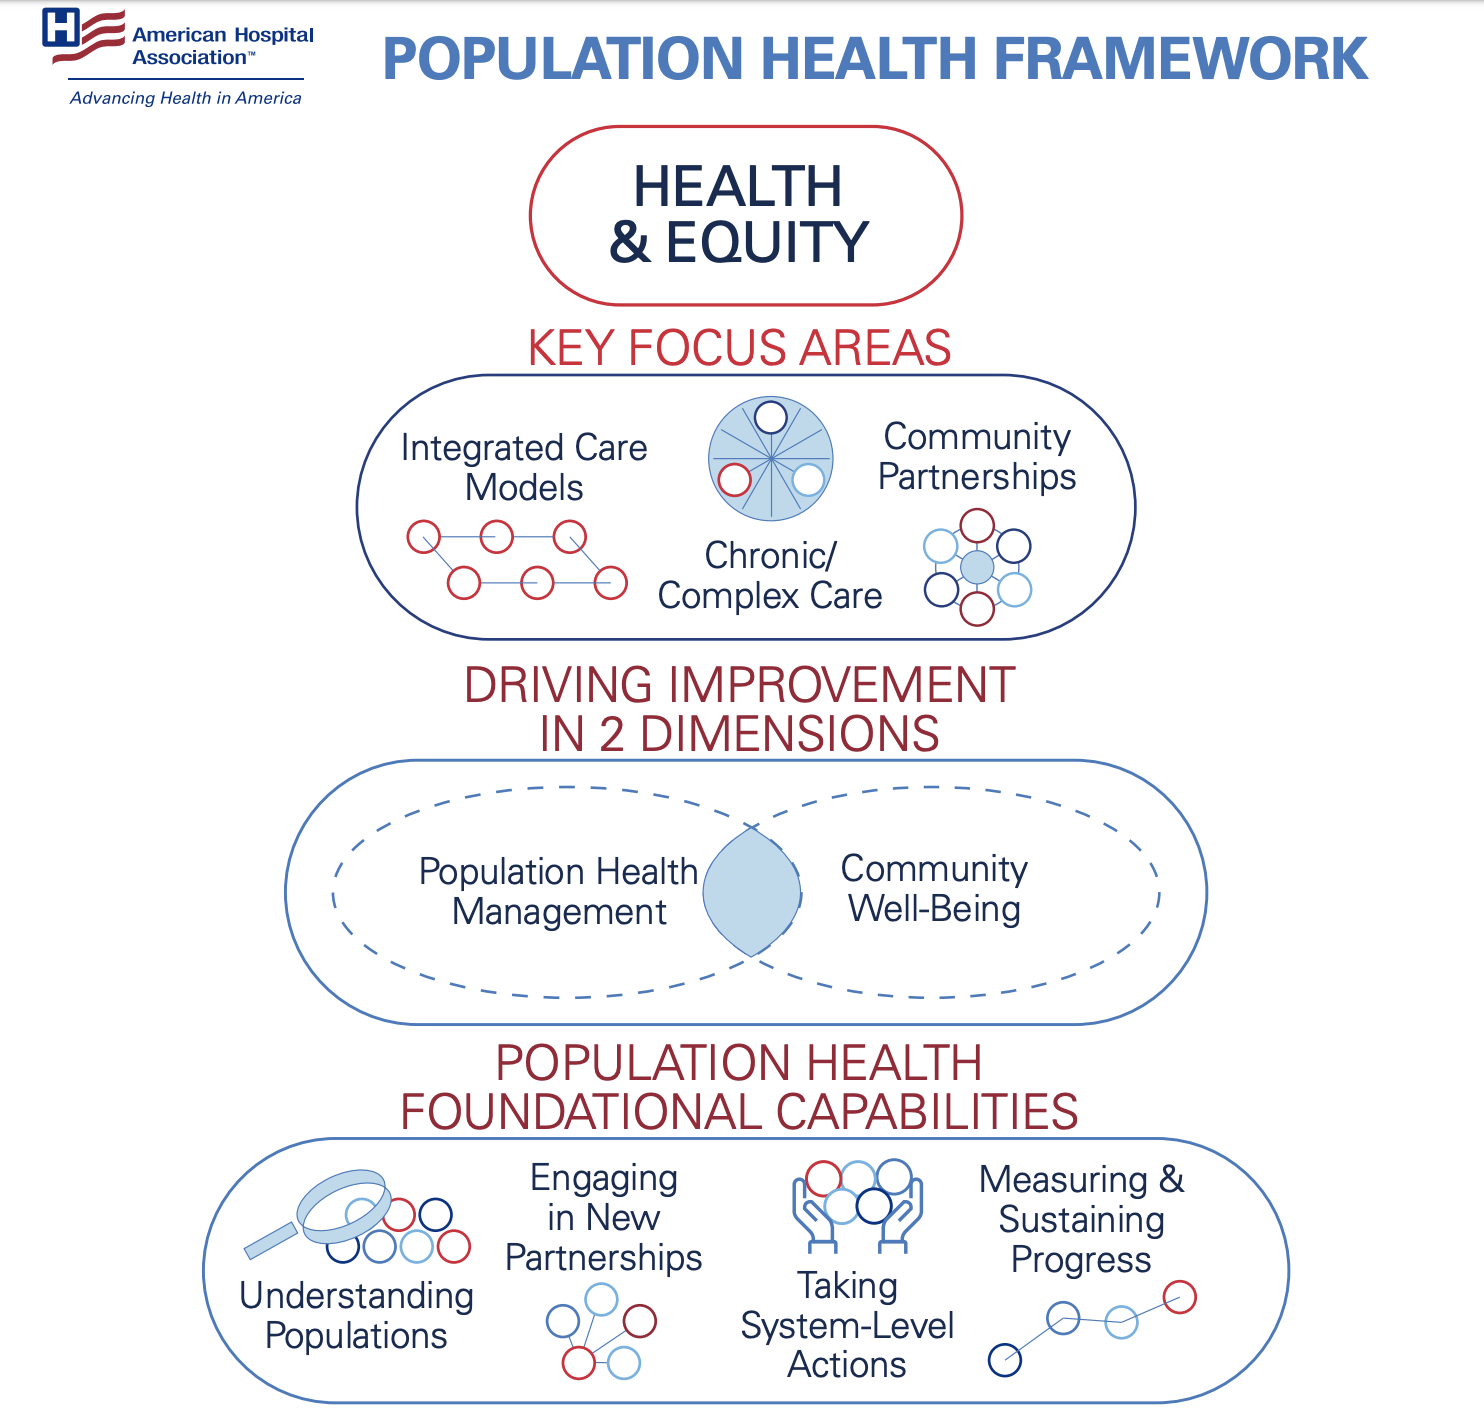 American Hospital
Association™
Advancing Health in America
POPULATION HEALTH FRAMEWORK
HEALTH
& EQUITY
KEY FOCUS AREAS
Integrated Care
Models
Chronic/
Complex Care
Community
Partnerships
DRIVING IMPROVEMENT
IN 2 DIMENSIONS
Population Health
Management
Community
Well-Being
POPULATION HEALTH
FOUNDATIONAL CAPABILITIES
Understanding
Populations
Engaging
in New
Partnerships
Taking
System-Level
Actions
Measuring &
Sustaining
Progress